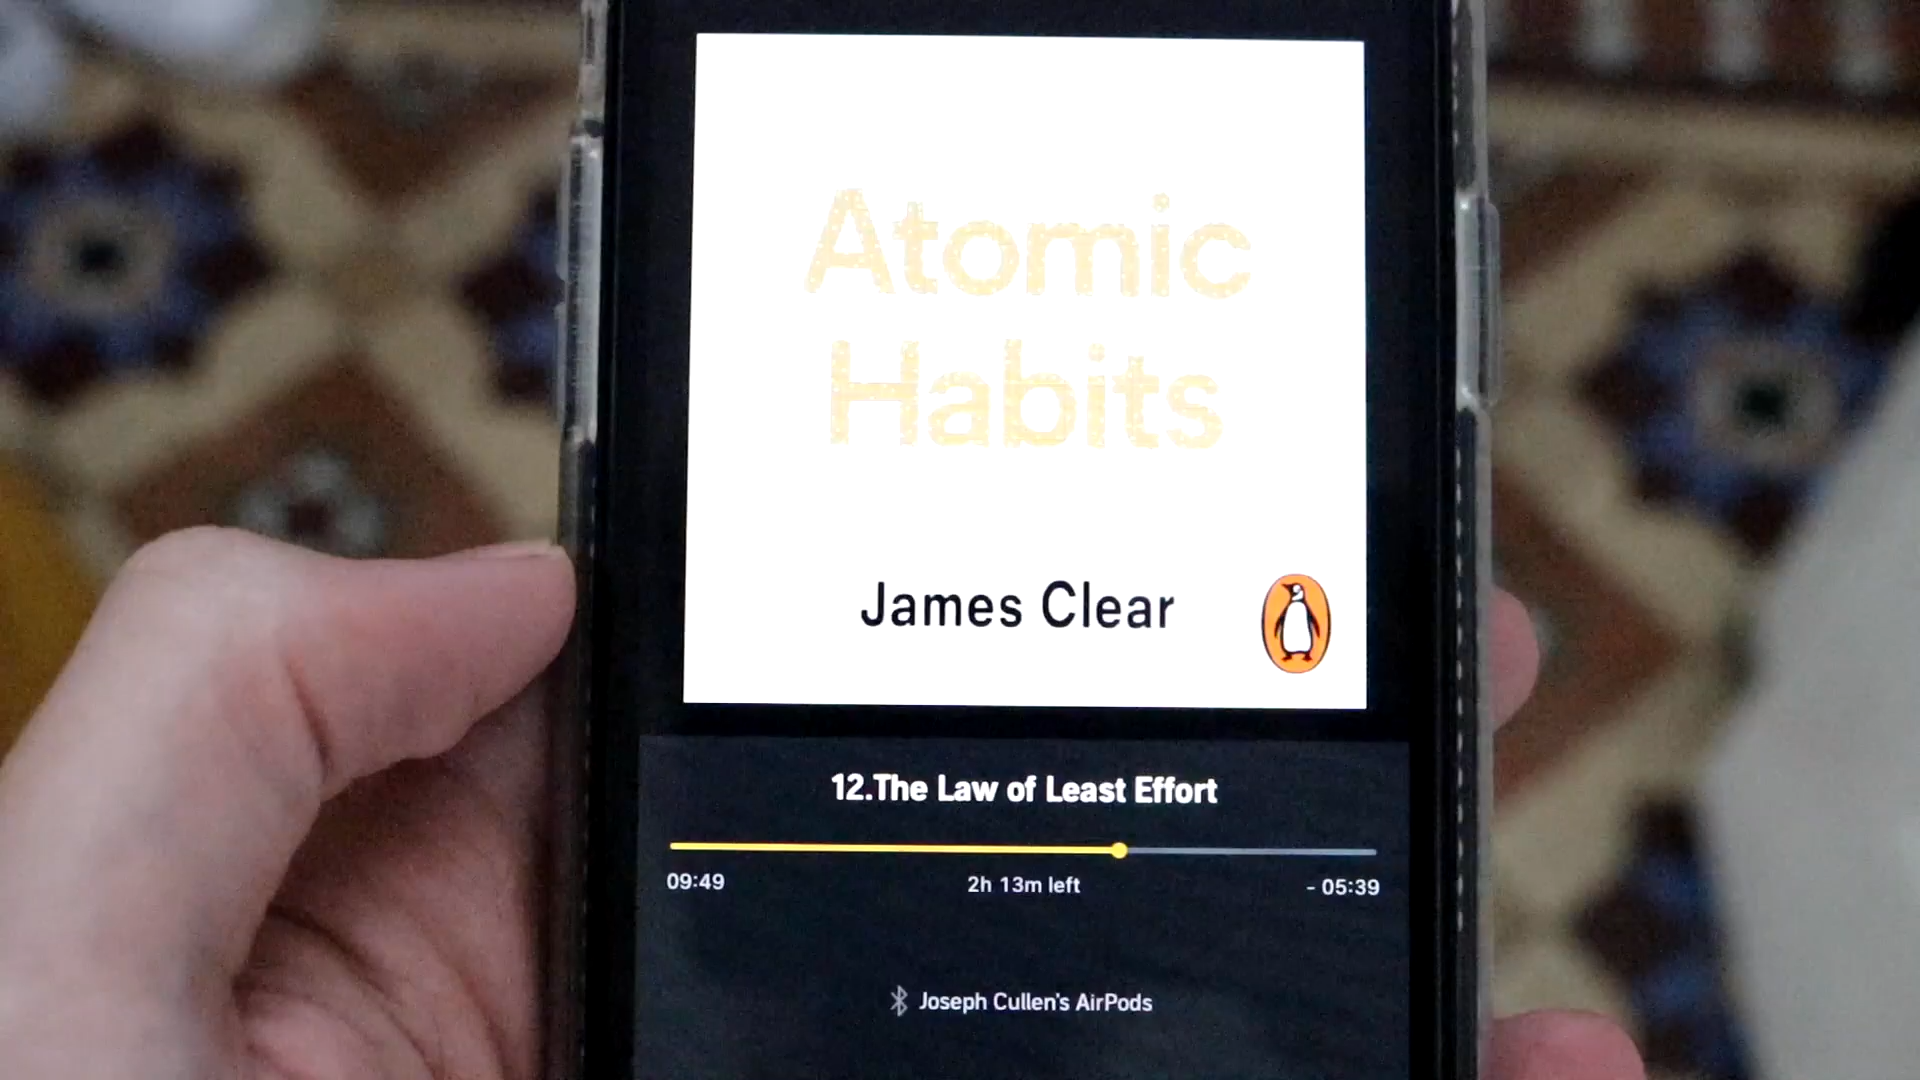 Atomic
Habits
James Clear
12.The Law of Least Effort
09:49 2h 13m left - 05:39
Joseph Cullen's AirPods